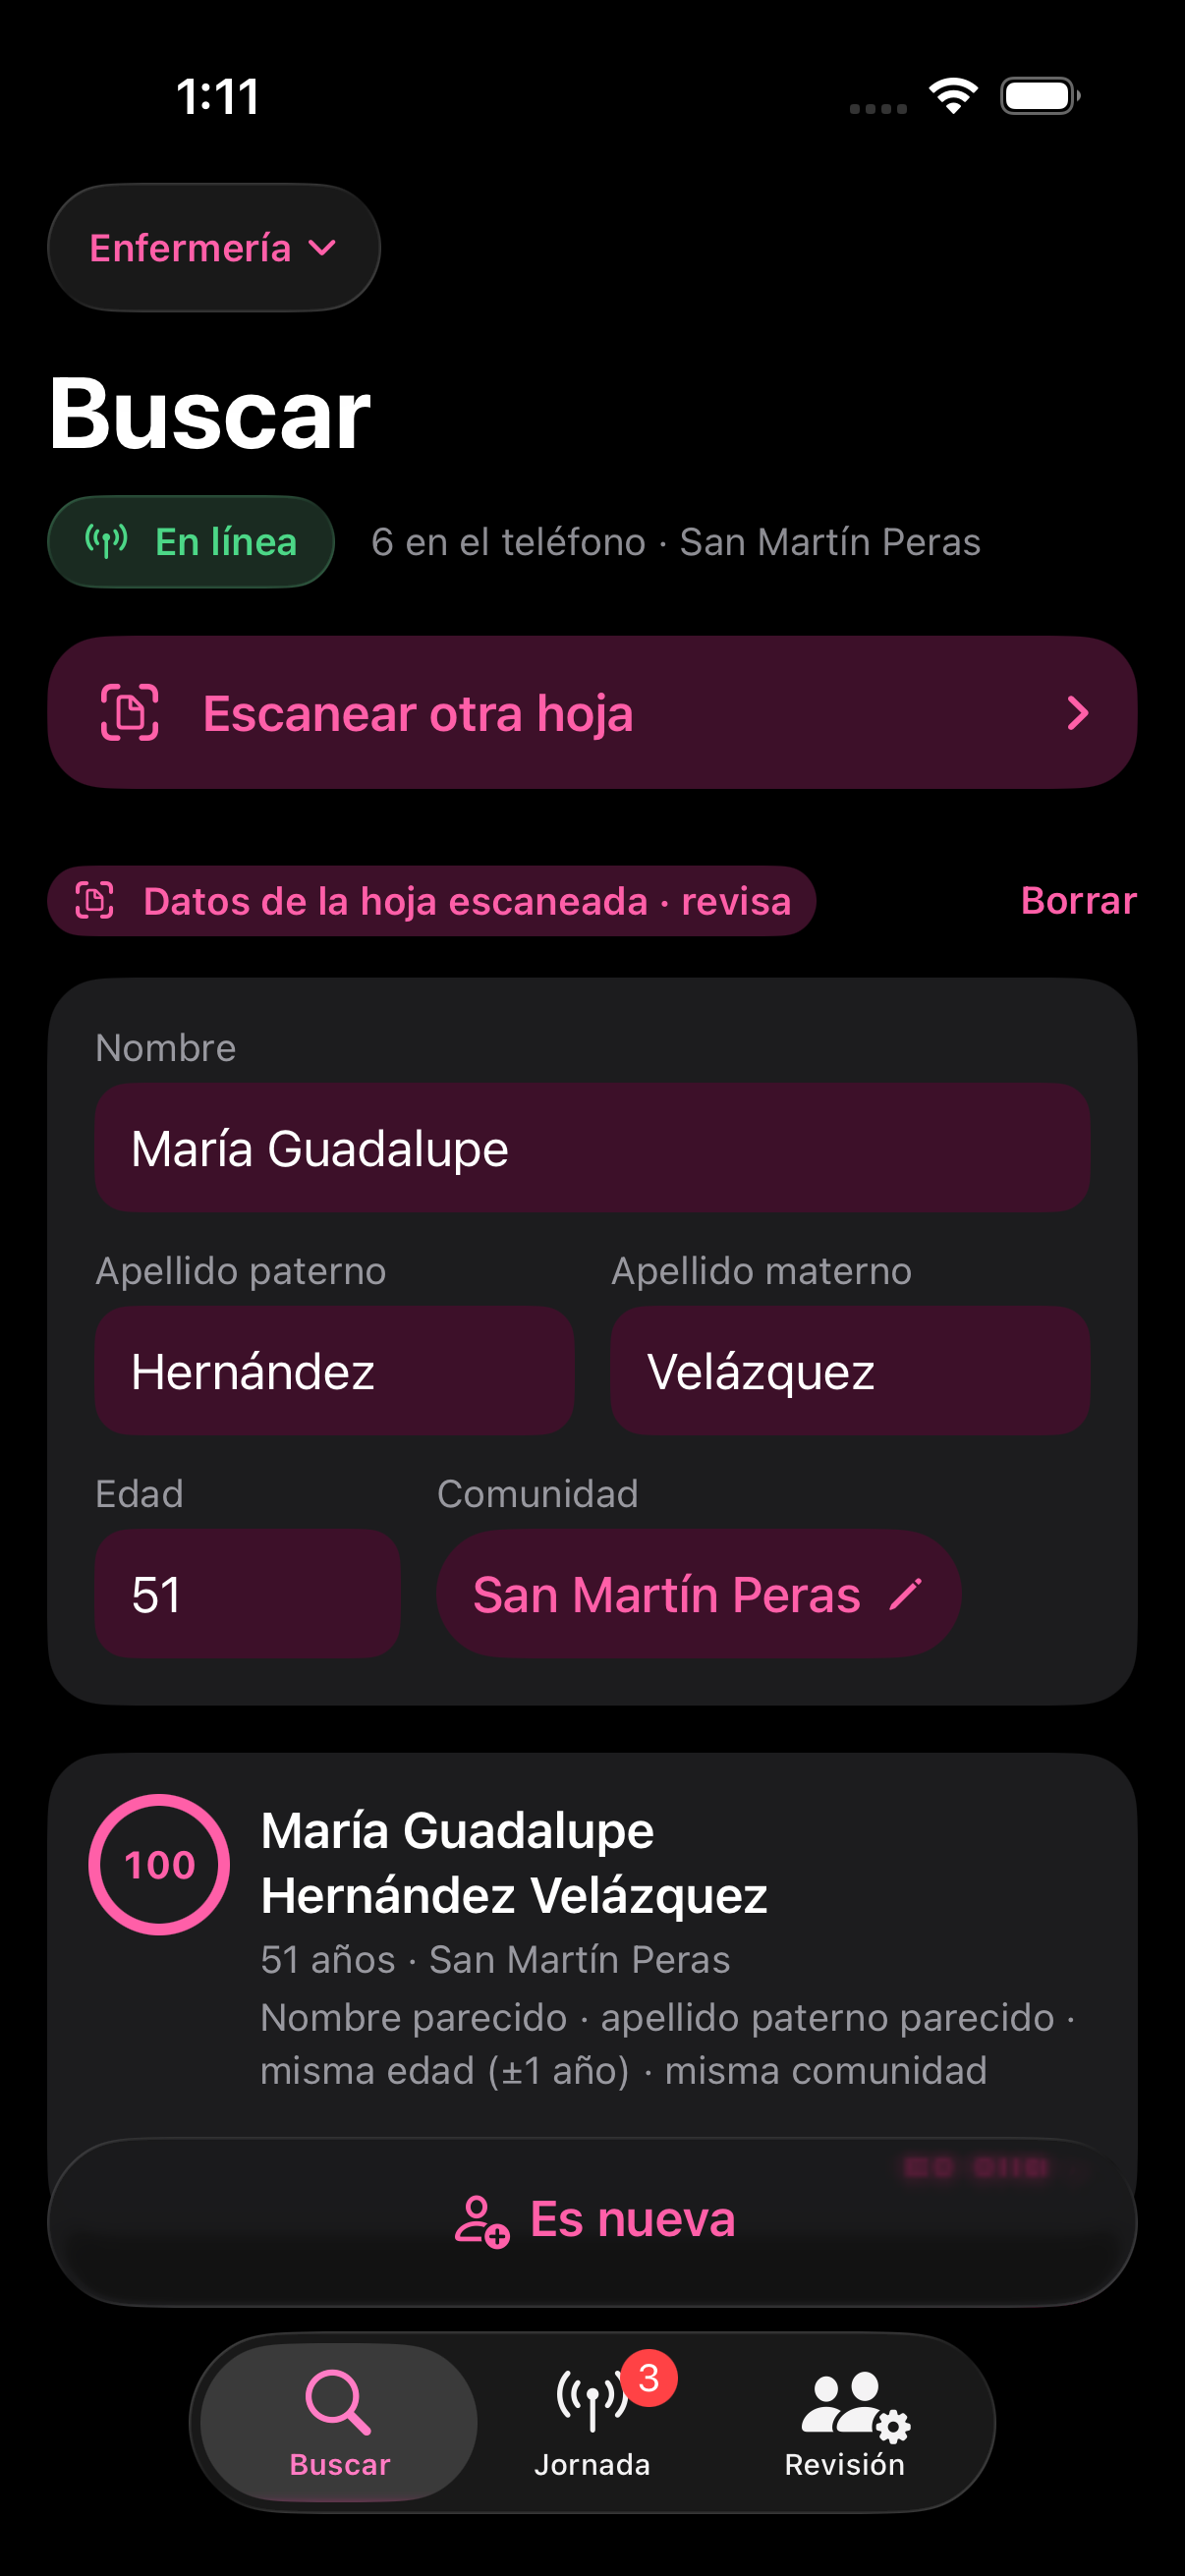 1:11
Enfermería
Buscar
En línea
6 en el teléfono · San Martín Peras
Escanear otra hoja
Datos de la hoja escaneada · revisa
Borrar
Nombre
María Guadalupe
Apellido paterno
Apellido materno
Hernández
Velázquez
Edad
Comunidad
51
San Martín Peras
100
María Guadalupe
Hernández Velázquez
51 años · San Martín Peras
Nombre parecido · apellido paterno parecido ·
misma edad (±1 año) · misma comunidad
Es nueva
3
Buscar
Jornada
Revisión